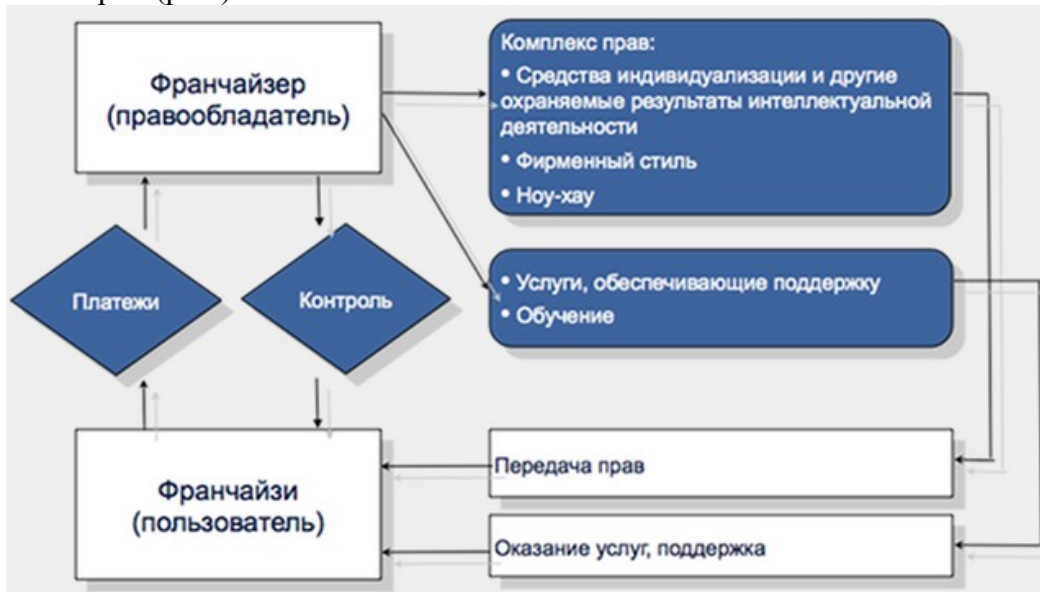 Франчайзер
(правообладатель)
Комплекс прав:
• Средства индивидуализации и другие
охраняемые результаты интеллектуальной
деятельности
• Фирменный стиль
• Ноу-хау
Платежи
Контроль
• Услуги, обеспечивающие поддержку
• Обучение
Франчайзи
(пользователь)
Передача прав
Оказание услуг, поддержка